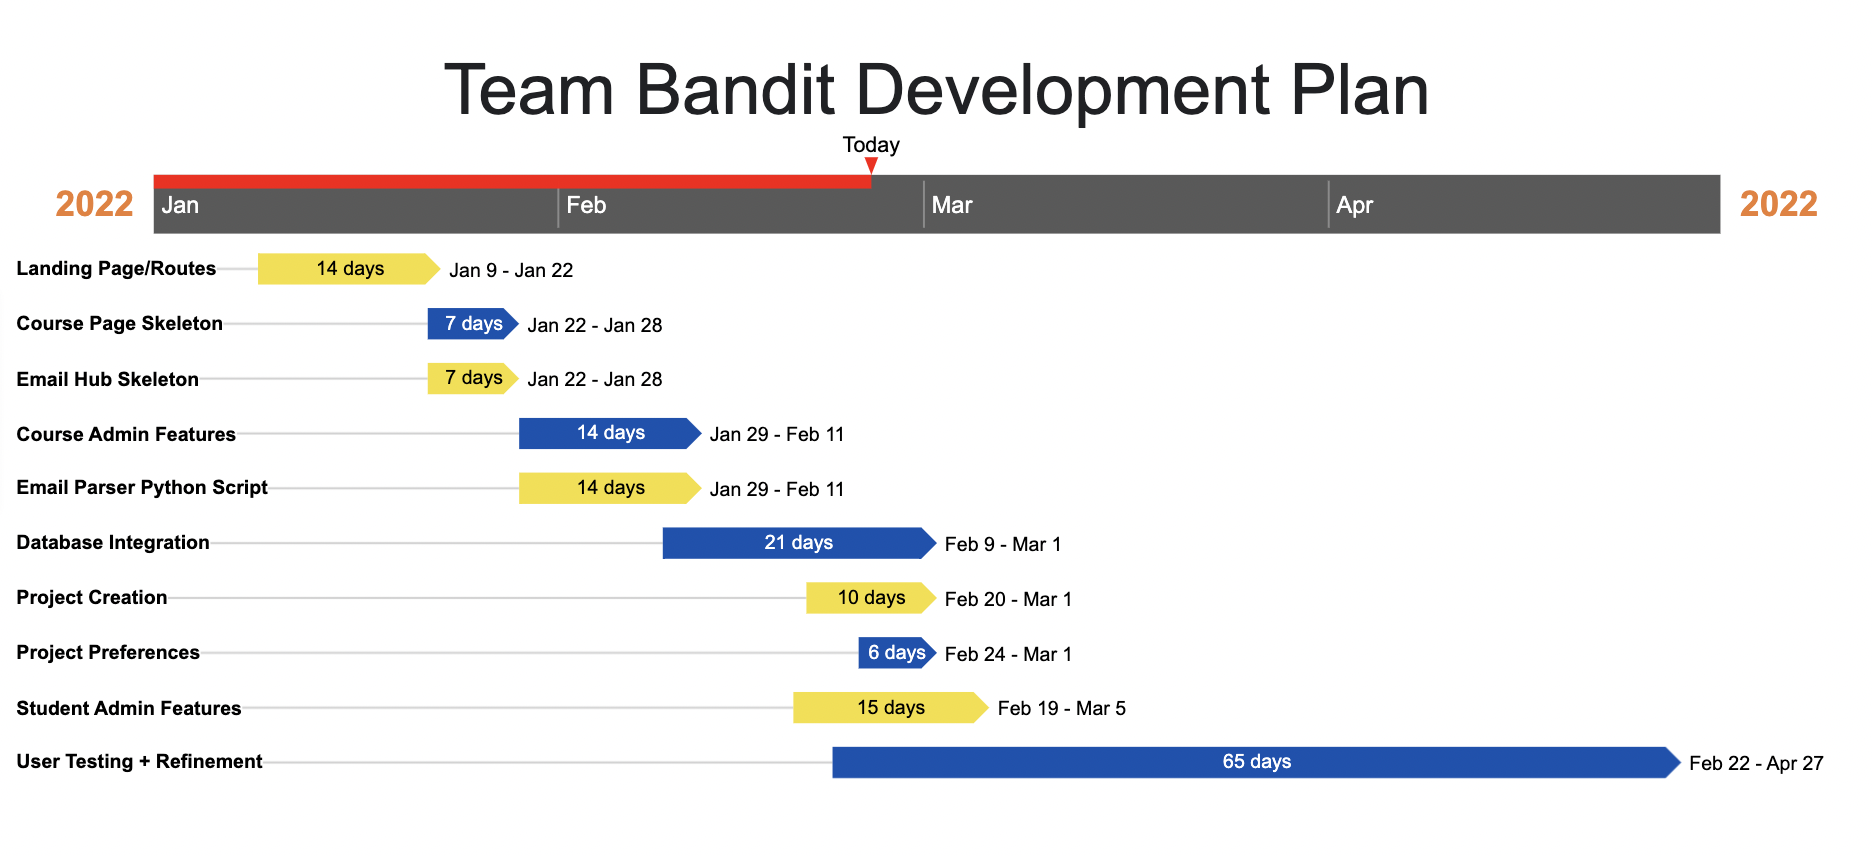 Team Bandit Development Plan
Today
2022 Jan Feb Mar Apr 2022
Landing Page/Routes 14 days Jan 9 - Jan 22
Course Page Skeleton 7 days Jan 22 - Jan 28
Email Hub Skeleton 7 days Jan 22 - Jan 28
Course Admin Features 14 days Jan 29 - Feb 11
Email Parser Python Script 14 days Jan 29 - Feb 11
Database Integration 21 days Feb 9 - Mar 1
Project Creation 10 days Feb 20 - Mar 1
Project Preferences 6 days Feb 24 - Mar 1
Student Admin Features 15 days Feb 19 - Mar 5
User Testing + Refinement 65 days Feb 22 - Apr 27